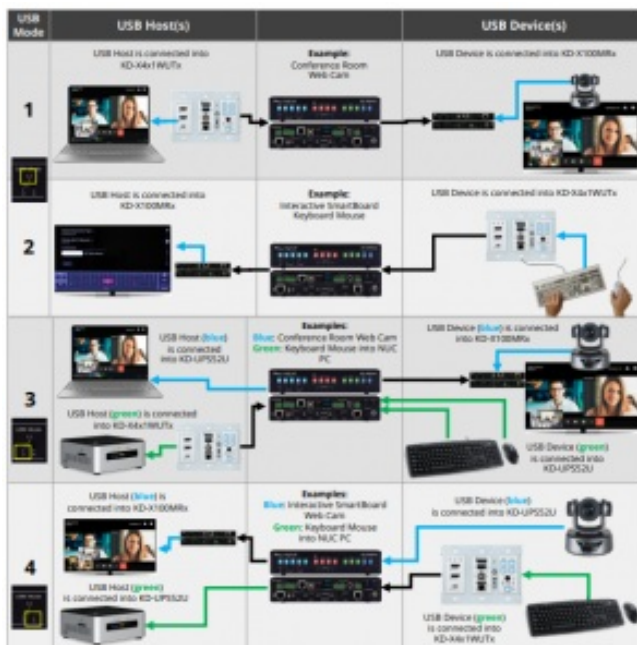 USB Mode
USB Host(s)
USB Device(s)
1
USB Host is connected into
KD-X4x1WUTx
Example:
Conference Room
Web Cam
USB Device is connected into KD-X100MRx
2
USB Host is connected into
KD-X100MRx
Example:
Interactive SmartBoard
Keyboard Mouse
USB Device is connected into KD-X4x1WUTx
3
USB Mode
USB Host (blue) is
connected
into KD-UPS52U
USB Host (green) is connected
into KD-X4x1WUTx
Examples:
Blue: Conference Room Web Cam
Green: Keyboard Mouse into NUC
PC
USB Device (blue) is connected
into KD-X100MRx
USB Device (green)
is connected into
KD-UPS52U
4
USB Mode
USB Host (blue) is
connected into KD-X100MRx
USB Host (green)
is connected into KD-UPS52U
Examples:
Blue: Interactive SmartBoard
Web Cam
Green: Keyboard Mouse
into NUC PC
USB Device (blue)
is connected into KD-UPS52U
USB Device (green)
is connected into
KD-X4x1WUTx